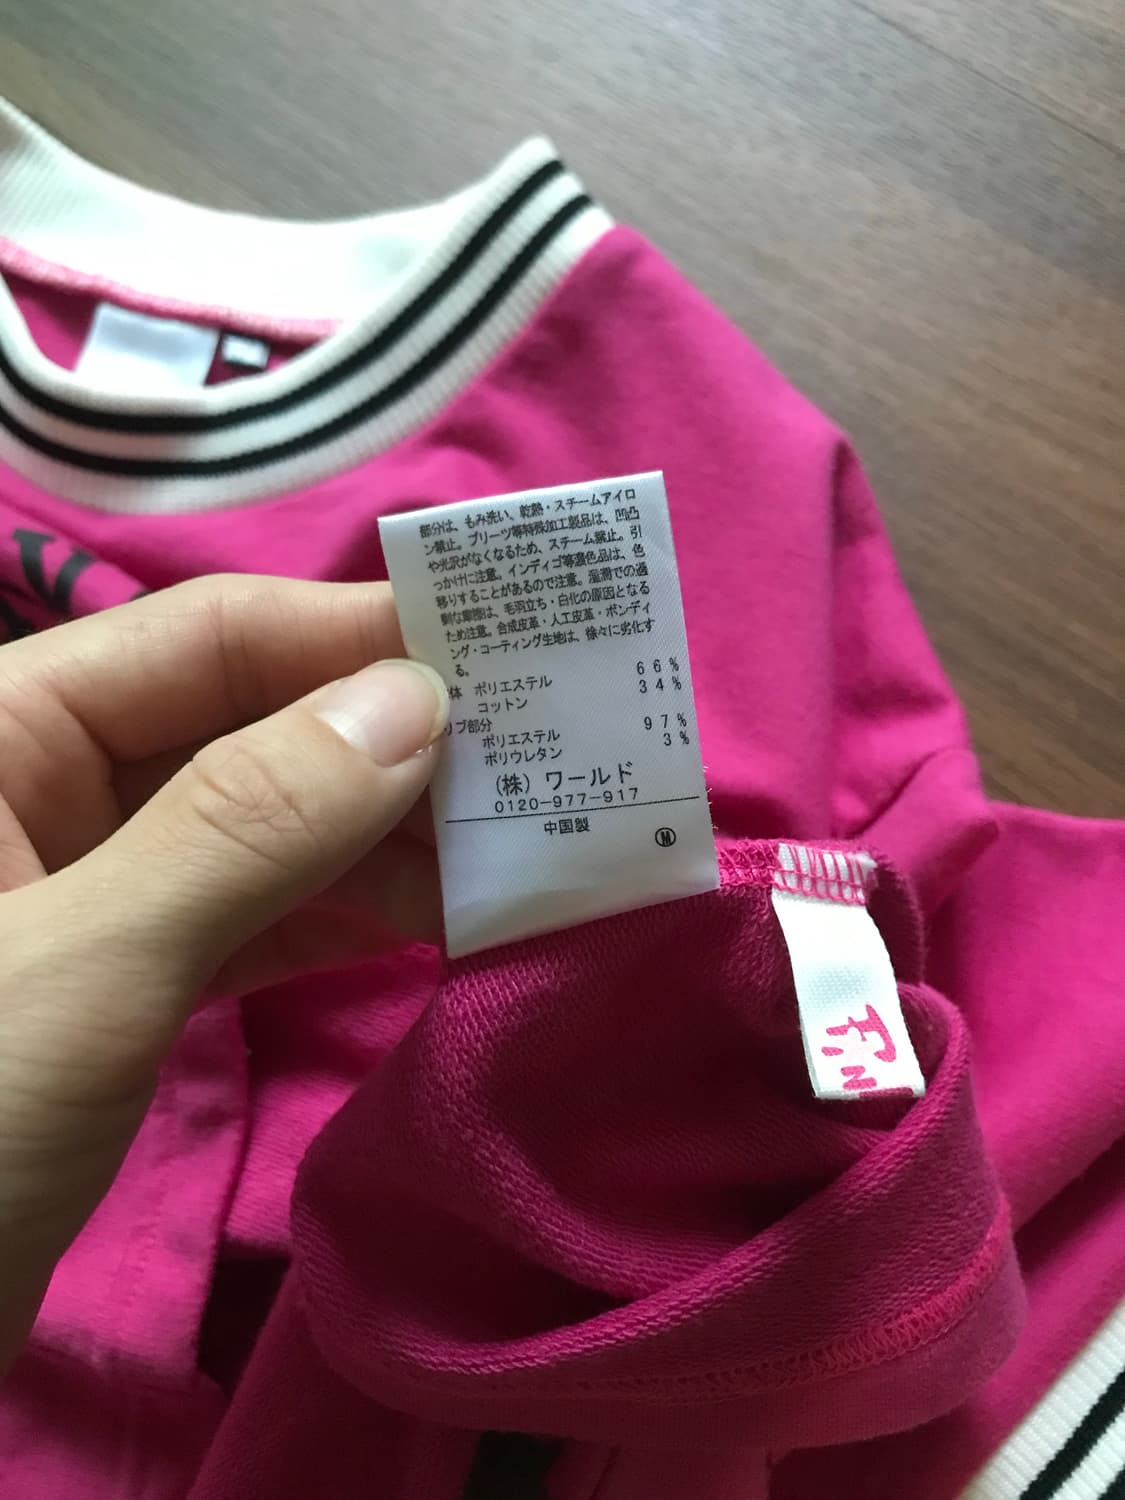 部分は、もみ洗い、乾熱・スチームアイロ
ン禁止。プリーツ等特殊加工製品は、凹凸
や光沢がなくなるため、スチーム禁止。引
っかけに注意。インディゴ等濃色品は、色
移りすることがあるので注意。湿潤での過
剰な摩擦は、毛羽立ち・白化の原因となる
ため注意。合成皮革・人工皮革・ボンディ
ング・コーティング生地は、徐々に劣化す
る。
体 ポリエステル 66%
コットン 34%
リブ部分
ポリエステル 97%
ポリウレタン 3%
(株)ワールド
0120-977-917
中国製
M